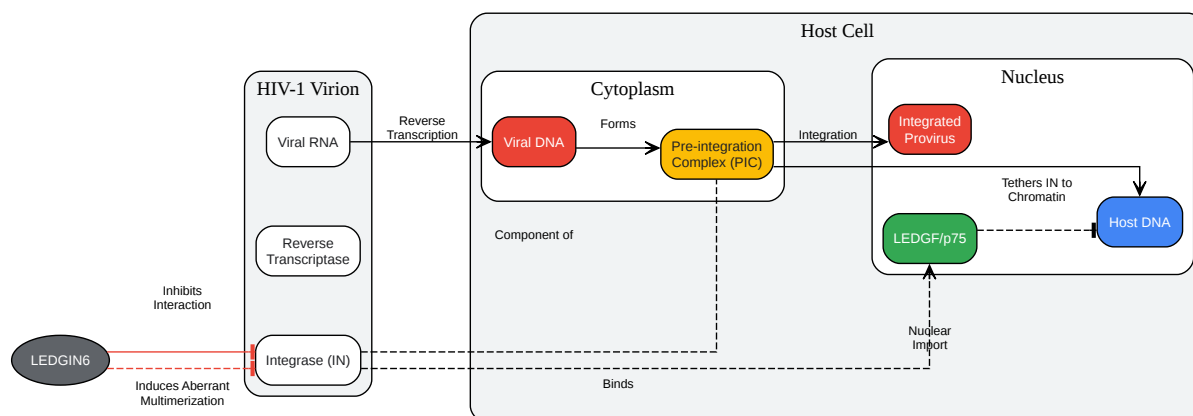 Host Cell
HIV-1 Virion
Cytoplasm
Nucleus
Viral RNA
Reverse
Transcription
Viral DNA
Forms
Pre-integration
Complex (PIC)
Integration
Integrated
Provirus
Tethers IN to
Chromatin
Host DNA
LEDGF/p75
Reverse
Transcriptase
Component of
Inhibits
Interaction
LEDGIN6
Integrase (IN)
Nuclear
Import
Induces Aberrant
Multimerization
Binds